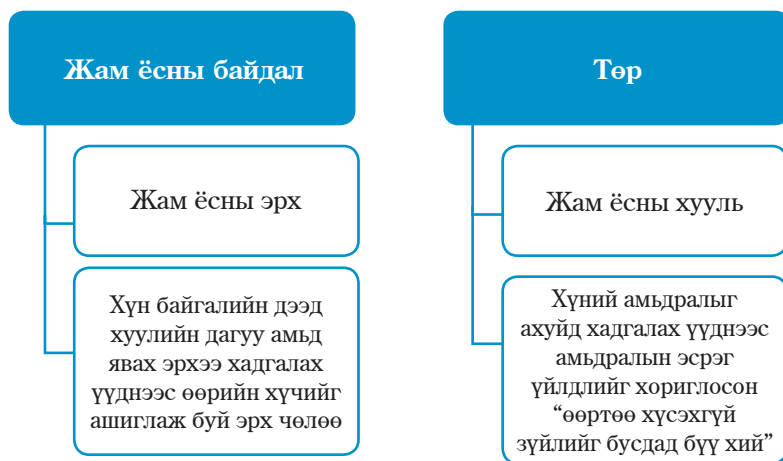 Жам ёсны байдал
Жам ёсны эрх
Хүн байгалийн дээд
хуулийн дагуу амьд
явах эрхээ хадгалах
үүднээс өөрийн хүчийг
ашиглаж буй эрх чөлөө
Төр
Жам ёсны хууль
Хүний амьдралыг
ахуйд хадгалах үүднээс
амьдралын эсрэг
үйлдлийг хориглосон
“өөртөө хүсэхгүй
зүйлийг бусдад бүү хий”